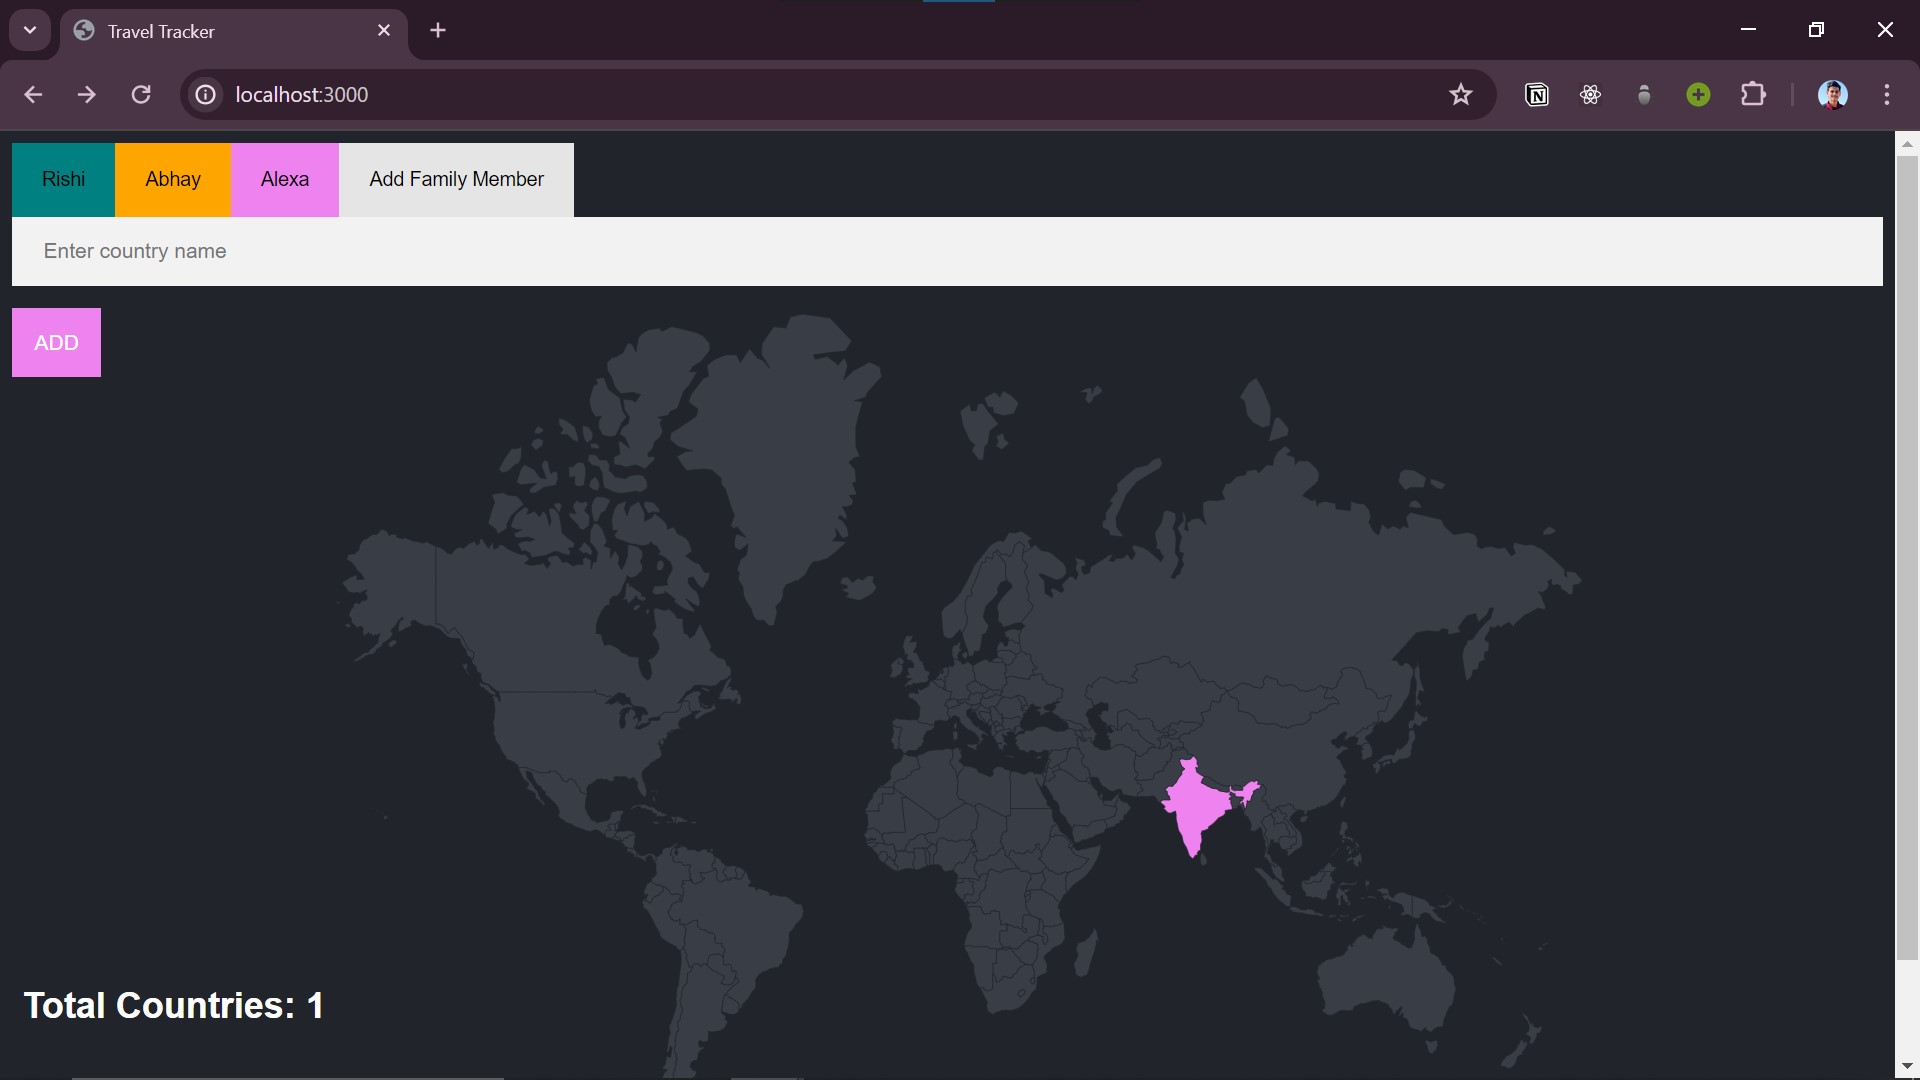 Travel Tracker
localhost:3000
Rishi Abhay Alexa Add Family Member
Enter country name
ADD
Total Countries: 1